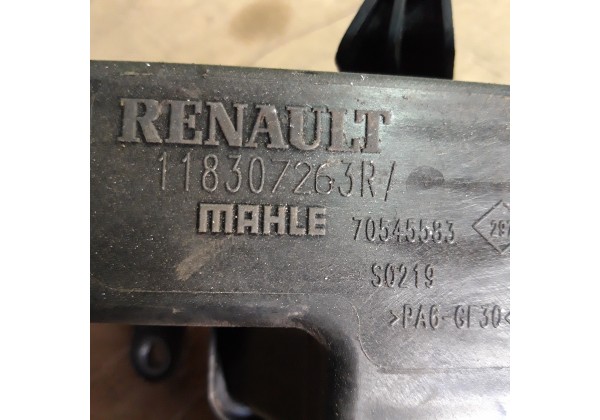 RENAULT
118307263R/
MAHLE 70545583
S0219
>PA6-GF30<